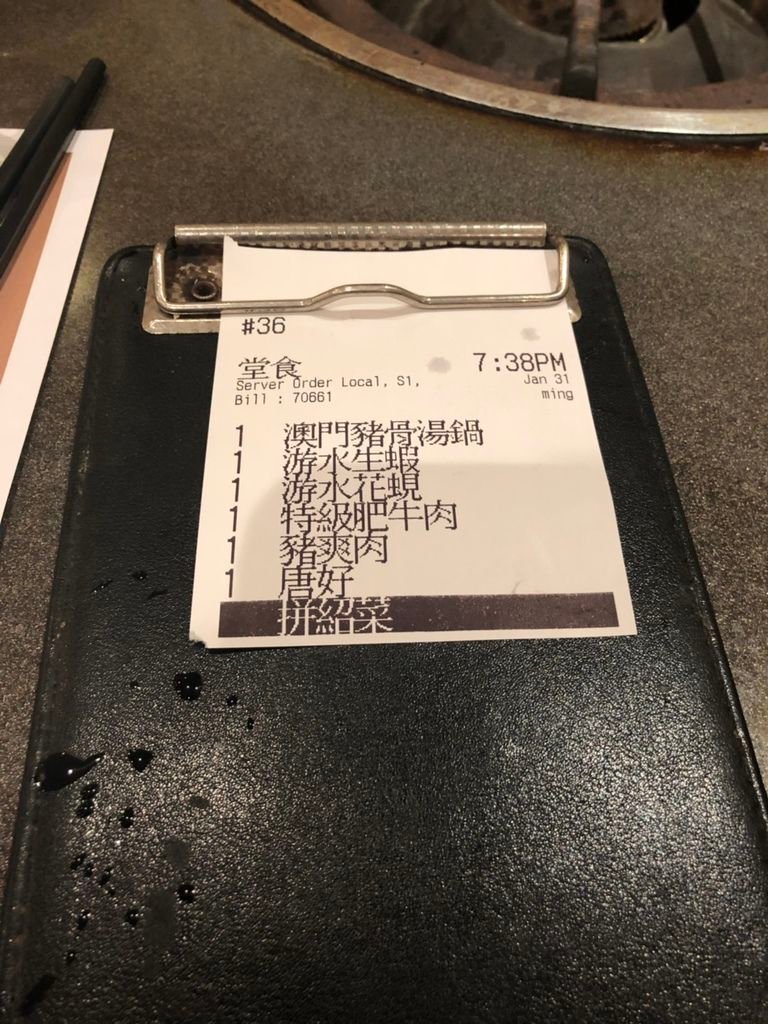 #36
堂食 7:38PM
Server Order Local, S1, Jan 31
Bill : 70661 ming
1 澳門豬骨湯鍋
1 游水生蝦
1 游水花蜆
1 特級肥牛肉
1 豬爽肉
1 唐好
拼紹菜